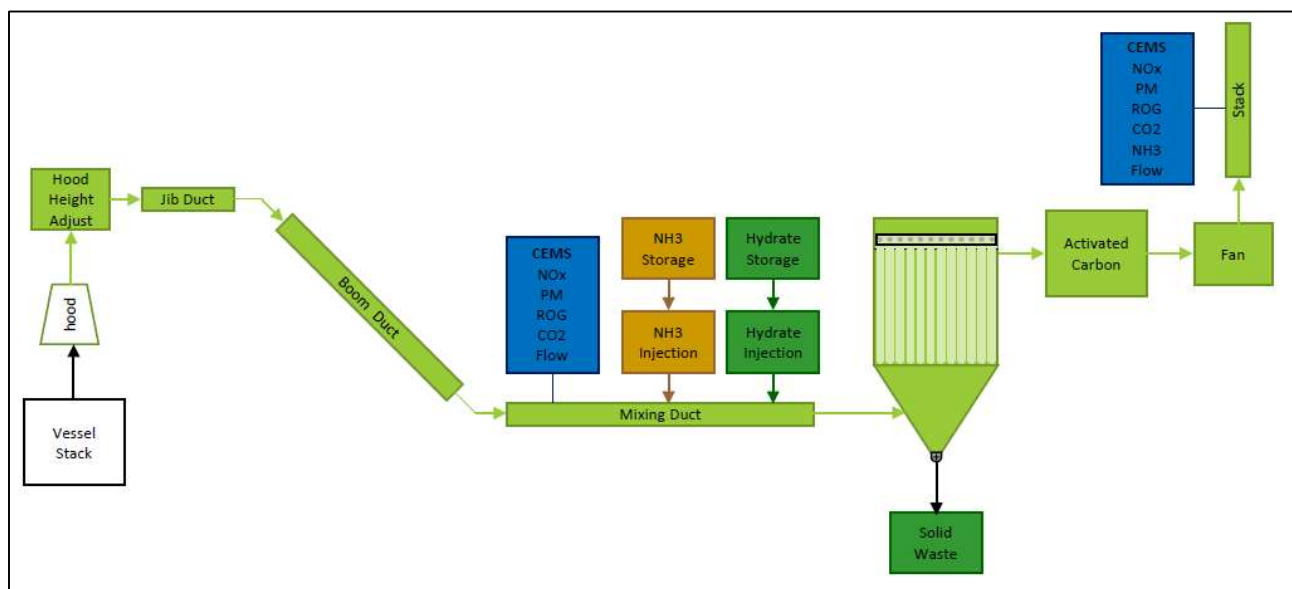 Vessel
Stack
hood
Hood
Height
Adjust
Jib Duct
Boom Duct
CEMS
NOx
PM
ROG
CO2
Flow
NH3
Storage
NH3
Injection
Hydrate
Storage
Hydrate
Injection
Mixing Duct
Solid
Waste
Activated
Carbon
Fan
CEMS
NOx
PM
ROG
CO2
NH3
Flow
Stack